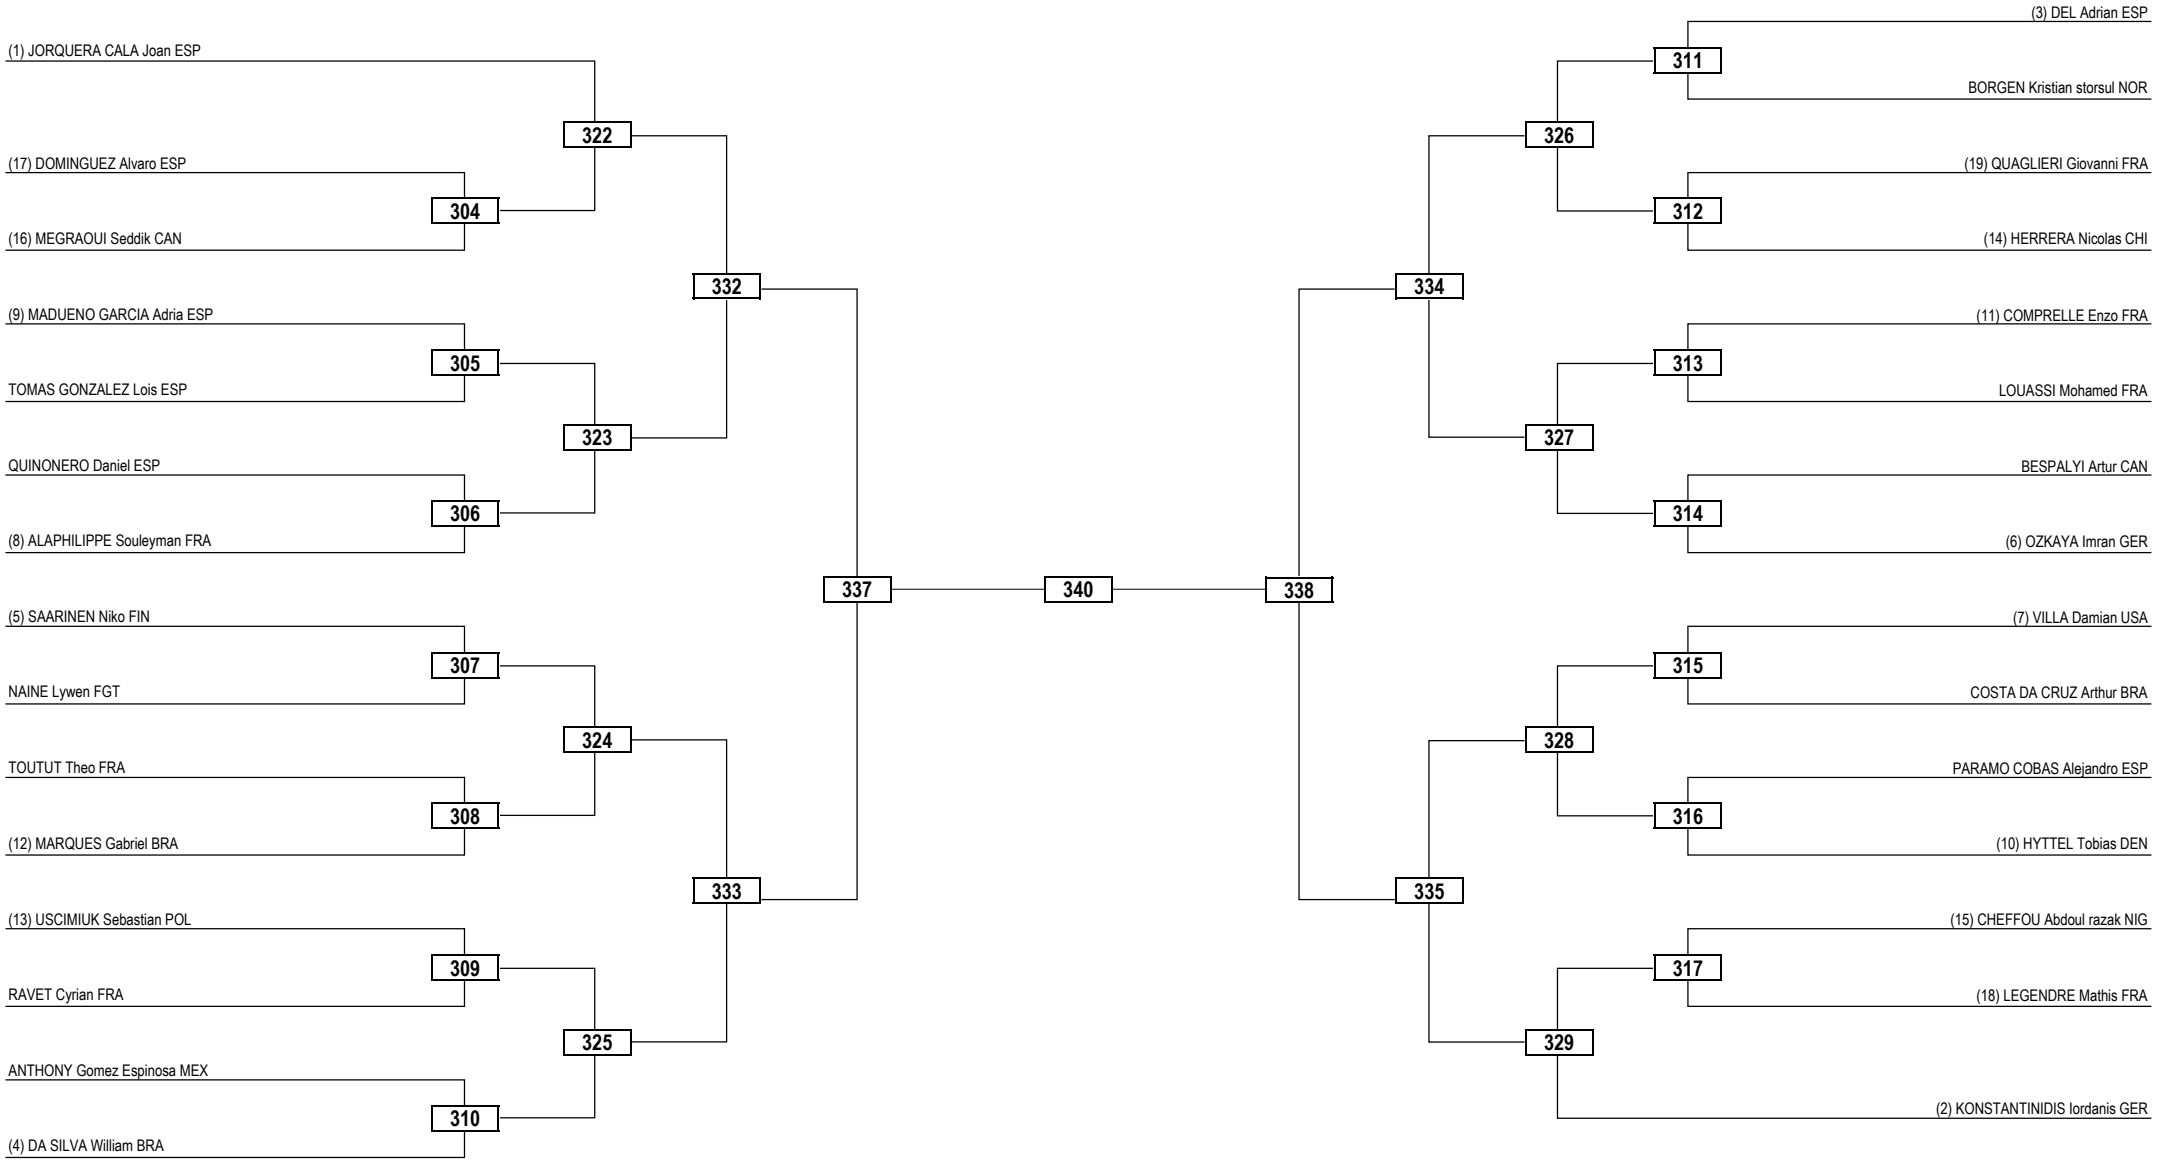 (1) JORQUERA CALA Joan ESP
322
(17) DOMINGUEZ Alvaro ESP
304
(16) MEGRAOUI Seddik CAN
332
(9) MADUENO GARCIA Adria ESP
305
TOMAS GONZALEZ Lois ESP
323
QUINONERO Daniel ESP
306
(8) ALAPHILIPPE Souleyman FRA
337
(5) SAARINEN Niko FIN
307
NAINE Lywen FGT
324
TOUTUT Theo FRA
308
(12) MARQUES Gabriel BRA
333
(13) USCIMIUK Sebastian POL
309
RAVET Cyrian FRA
325
ANTHONY Gomez Espinosa MEX
310
(4) DA SILVA William BRA
340
(3) DEL Adrian ESP
311
BORGEN Kristian storsul NOR
326
(19) QUAGLIERI Giovanni FRA
312
(14) HERRERA Nicolas CHI
334
(11) COMPRELLE Enzo FRA
313
LOUASSI Mohamed FRA
327
BESPALYI Artur CAN
314
(6) OZKAYA Imran GER
338
(7) VILLA Damian USA
315
COSTA DA CRUZ Arthur BRA
328
PARAMO COBAS Alejandro ESP
316
(10) HYTTEL Tobias DEN
335
(15) CHEFFOU Abdoul razak NIG
317
(18) LEGENDRE Mathis FRA
329
(2) KONSTANTINIDIS Iordanis GER